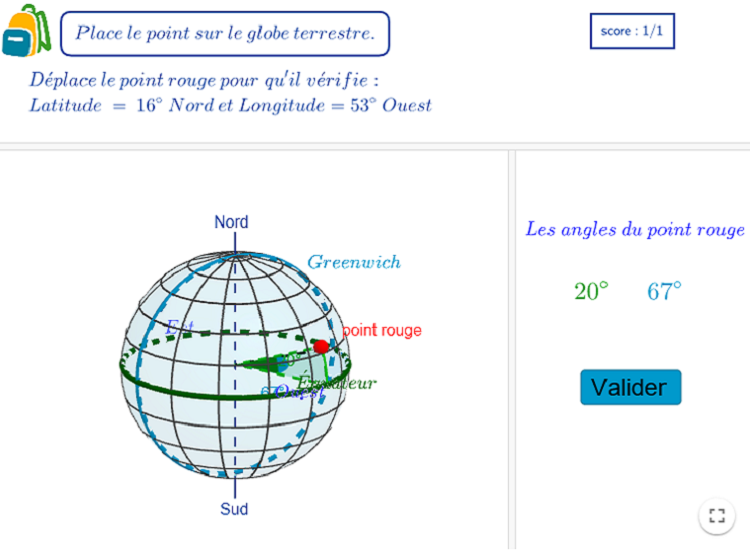 Place le point sur le globe terrestre.
score : 1/1
Déplace le point rouge pour qu'il vérifie :
Latitude = 16° Nord et Longitude = 53° Ouest
Nord
Greenwich
Les angles du point rouge
20° 67°
Est
point rouge
Équateur
Ouest
Valider
Sud